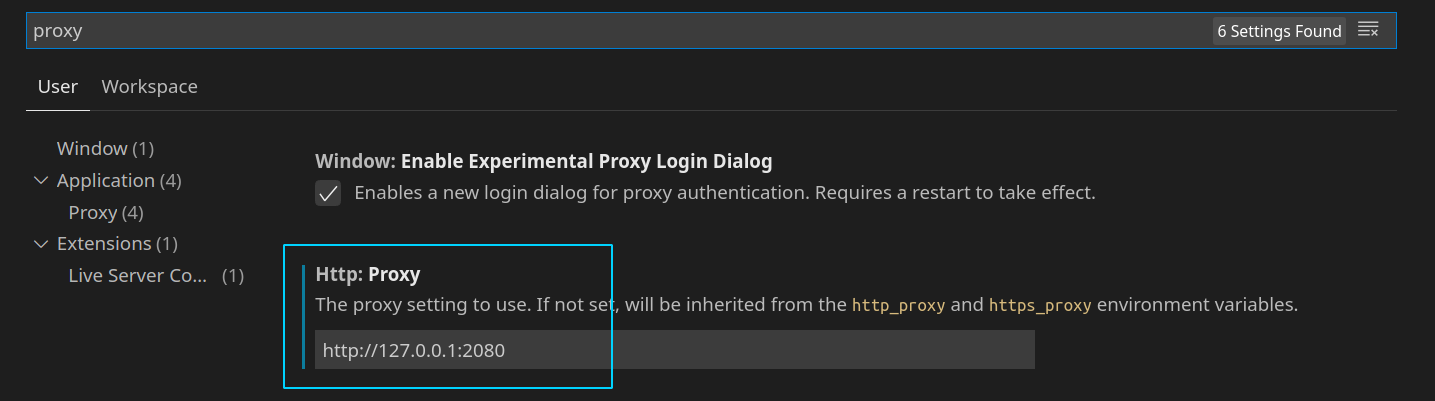 proxy
6 Settings Found
User
Workspace
Window (1)
Application (4)
Proxy (4)
Extensions (1)
Live Server Co... (1)
Window: Enable Experimental Proxy Login Dialog
Enables a new login dialog for proxy authentication. Requires a restart to take effect.
Http: Proxy
The proxy setting to use. If not set, will be inherited from the http_proxy and https_proxy environment variables.
http://127.0.0.1:2080